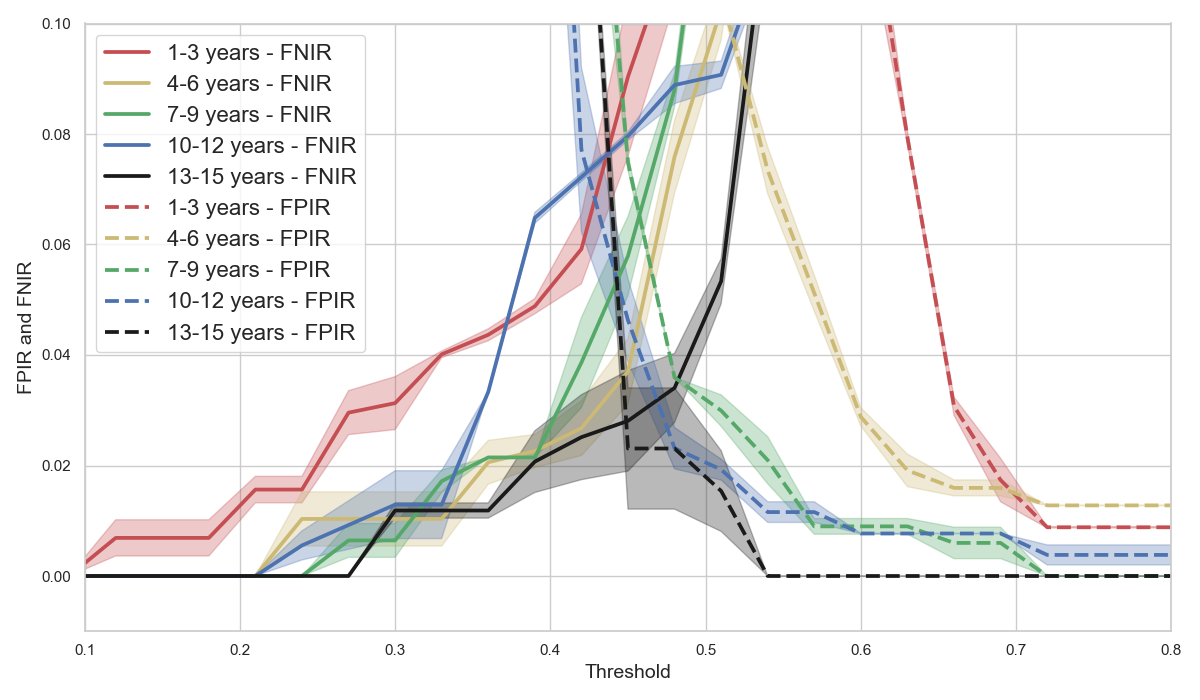 0.10
0.08
0.06
0.04
0.02
0.00
FPIR and FNIR
1-3 years - FNIR
4-6 years - FNIR
7-9 years - FNIR
10-12 years - FNIR
13-15 years - FNIR
1-3 years - FPIR
4-6 years - FPIR
7-9 years - FPIR
10-12 years - FPIR
13-15 years - FPIR
0.1 0.2 0.3 0.4 0.5 0.6 0.7 0.8
Threshold